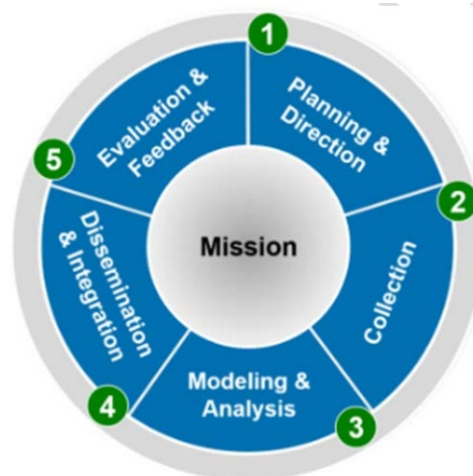 1
Planning &
Direction
2
Collection
3
Modeling &
Analysis
4
Dissemination
& Integration
5
Evaluation &
Feedback
Mission